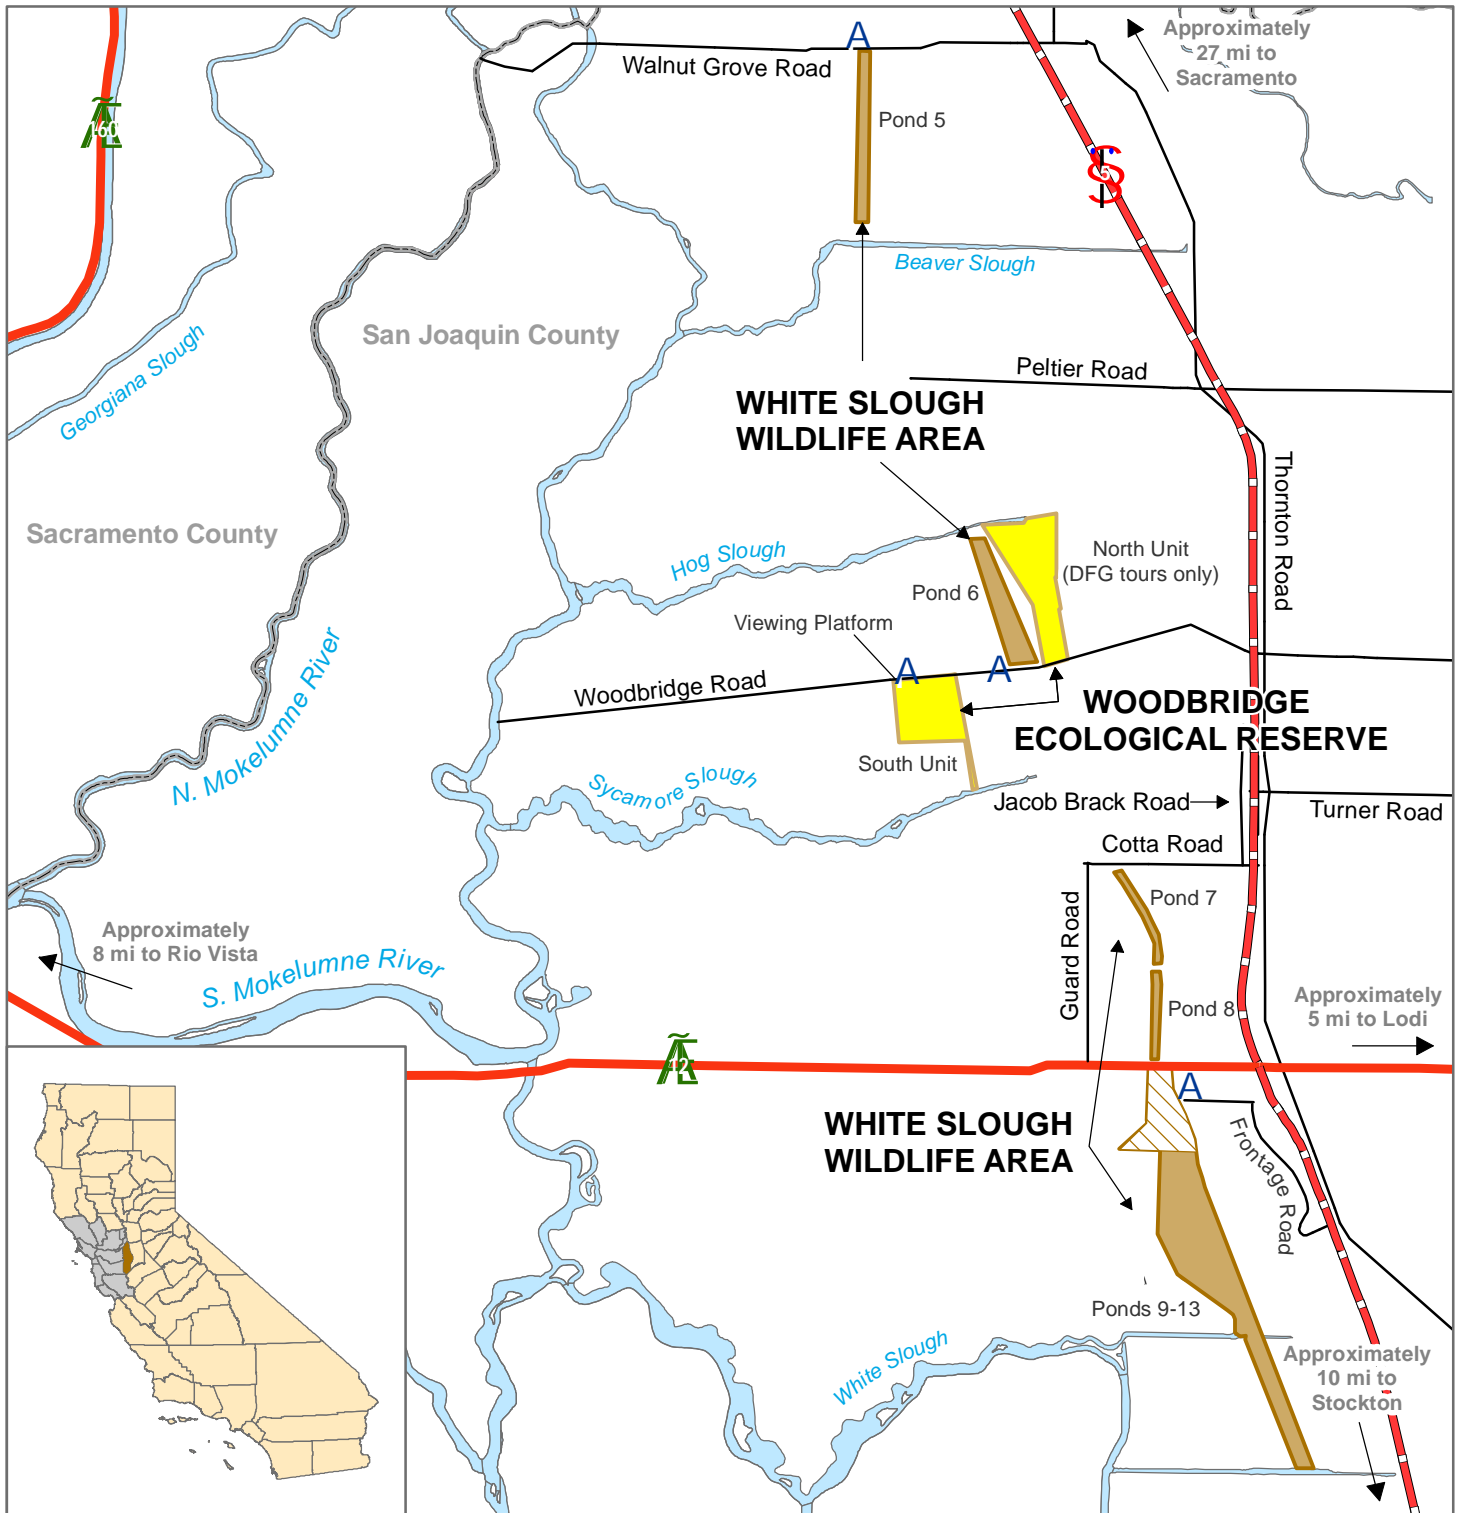 Approximately
27 mi to
Sacramento
A
Walnut Grove Road
Pond 5
160
5
Beaver Slough
San Joaquin County
Georgiana Slough
Peltier Road
WHITE SLOUGH
WILDLIFE AREA
Thornton Road
Sacramento County
Hog Slough
North Unit
(DFG tours only)
Pond 6
Viewing Platform
A
A
Woodbridge Road
N. Mokelumne River
WOODBRIDGE
ECOLOGICAL RESERVE
South Unit
Sycamore Slough
Jacob Brack Road
Turner Road
Cotta Road
Pond 7
Guard Road
Approximately
8 mi to Rio Vista
S. Mokelumne River
Pond 8
Approximately
5 mi to Lodi
12
A
WHITE SLOUGH
WILDLIFE AREA
Frontage Road
Ponds 9-13
White Slough
Approximately
10 mi to
Stockton